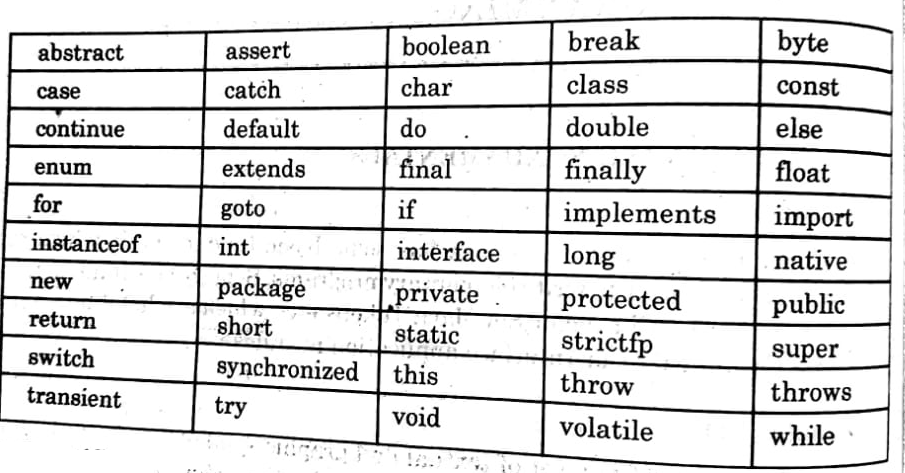 abstract assert boolean break byte
case catch char class const
continue default do double else
enum extends final finally float
for goto if implements import
instanceof int interface long native
new package private protected public
return short static strictfp super
switch synchronized this throw throws
transient try void volatile while